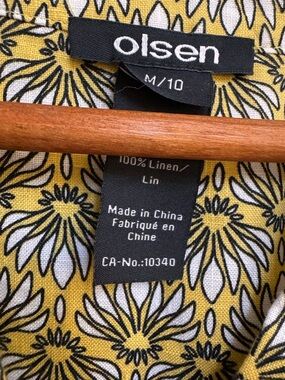 olsen
M/10
100% Linen/
Lin
Made in China
Fabriqué en
Chine
CA-No.:10340